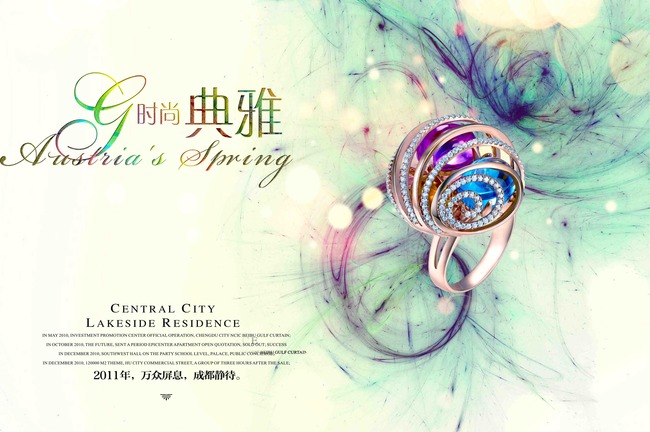 G 时尚 典雅
Austria's Spring
CENTRAL CITY
LAKESIDE RESIDENCE
IN MAY 2010, INVESTMENT PROMOTION CENTER OFFICIAL OPERATION, CHENGDU CITY NCIC BEIHU GULF CURTAIN;
IN OCTOBER 2010, THE FUTURE, SENT A PERIOD EPICENTER APARTMENT OPEN QUOTATION, SOLD OUT; SUCCESS
IN DECEMBER 2010, SOUTHWEST HALL ON THE PARTY SCHOOL LEVEL, PALACE, PUBLIC BEIHU GULF CURTAIN
IN DECEMBER 2010, 120000 M2 THEME, HU CITY COMMERCIAL STREET, A GROUP OF THREE HOURS AFTER THE SALE;
2011年，万众屏息，成都静待。